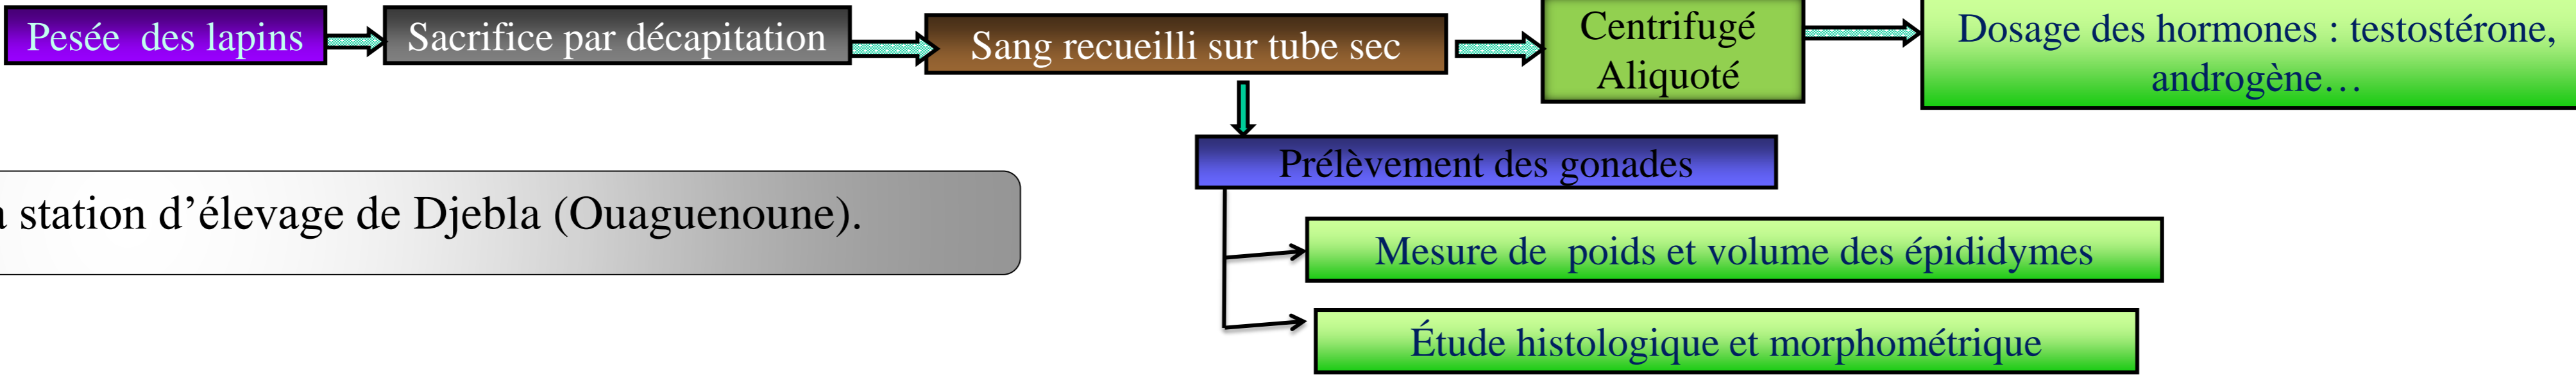 Pesée des lapins
Sacrifice par décapitation
Sang recueilli sur tube sec
Centrifugé
Aliquoté
Dosage des hormones : testostérone,
androgène…
Prélèvement des gonades
station d’élevage de Djebla (Ouaguenoune).
Mesure de poids et volume des épididymes
Étude histologique et morphométrique